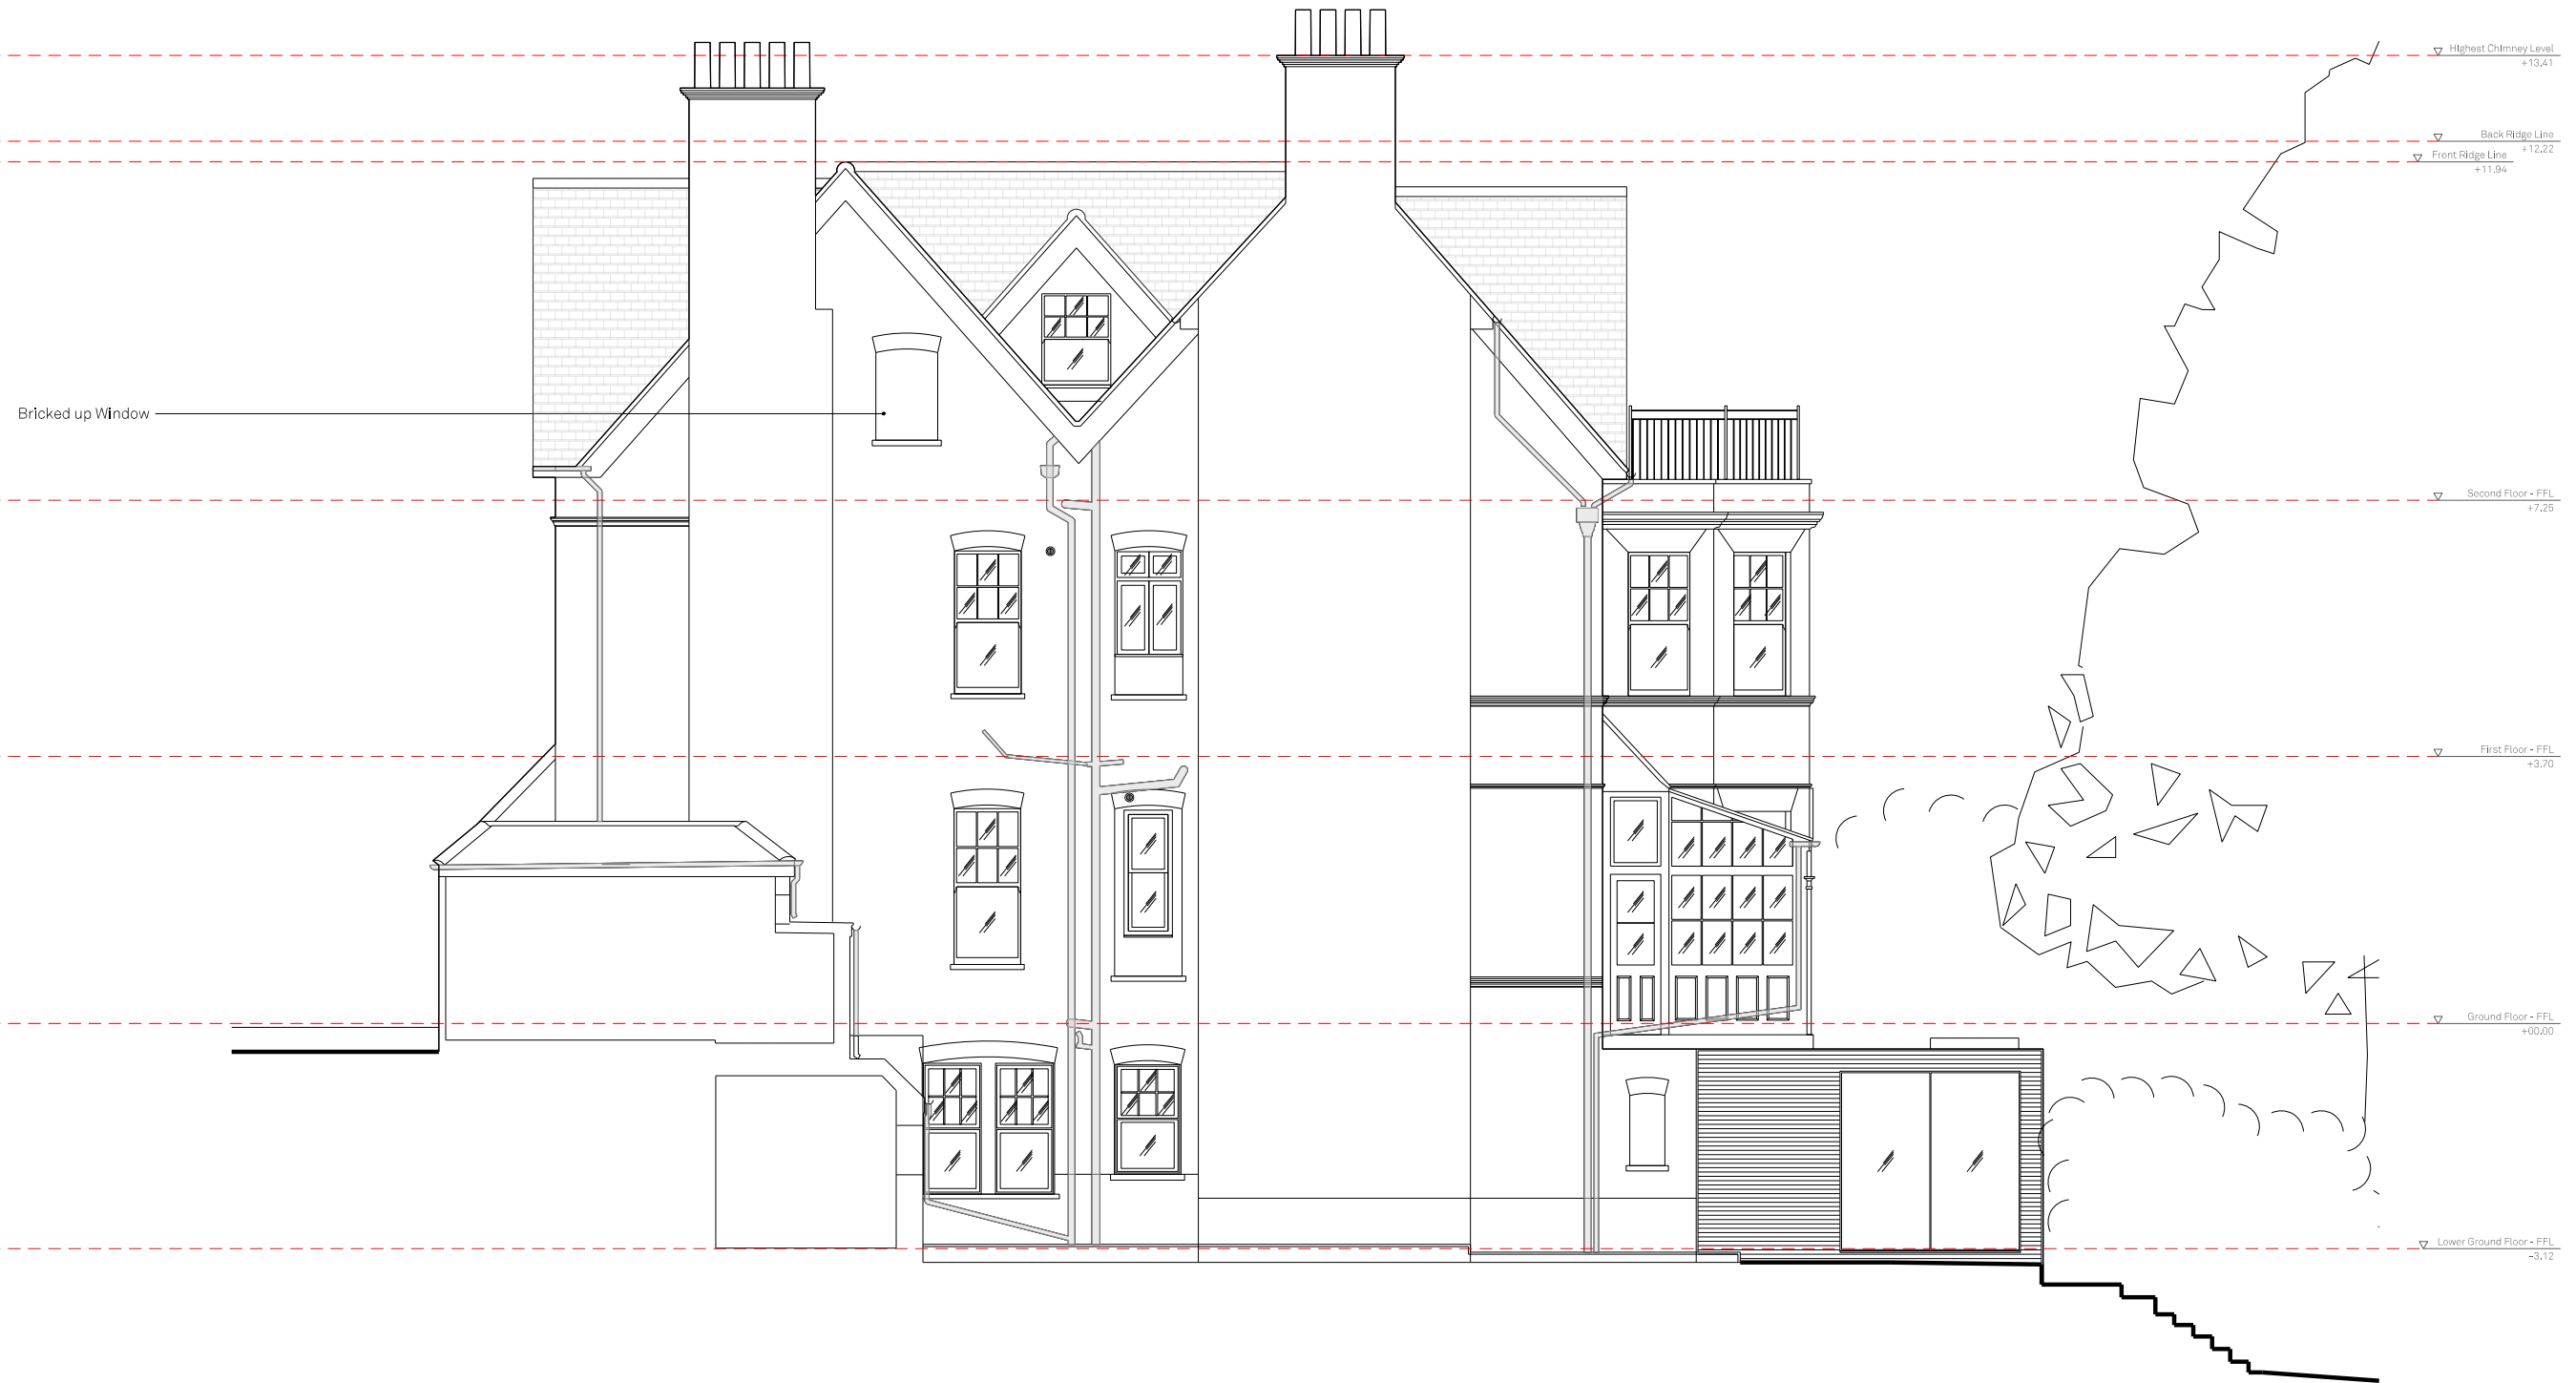 Highest Chimney Level
+13.41
Back Ridge Line
+12.22
Front Ridge Line
+11.94
Bricked up Window
Second Floor - FFL
+7.25
First Floor - FFL
+3.70
Ground Floor - FFL
+00.00
Lower Ground Floor - FFL
-3.12